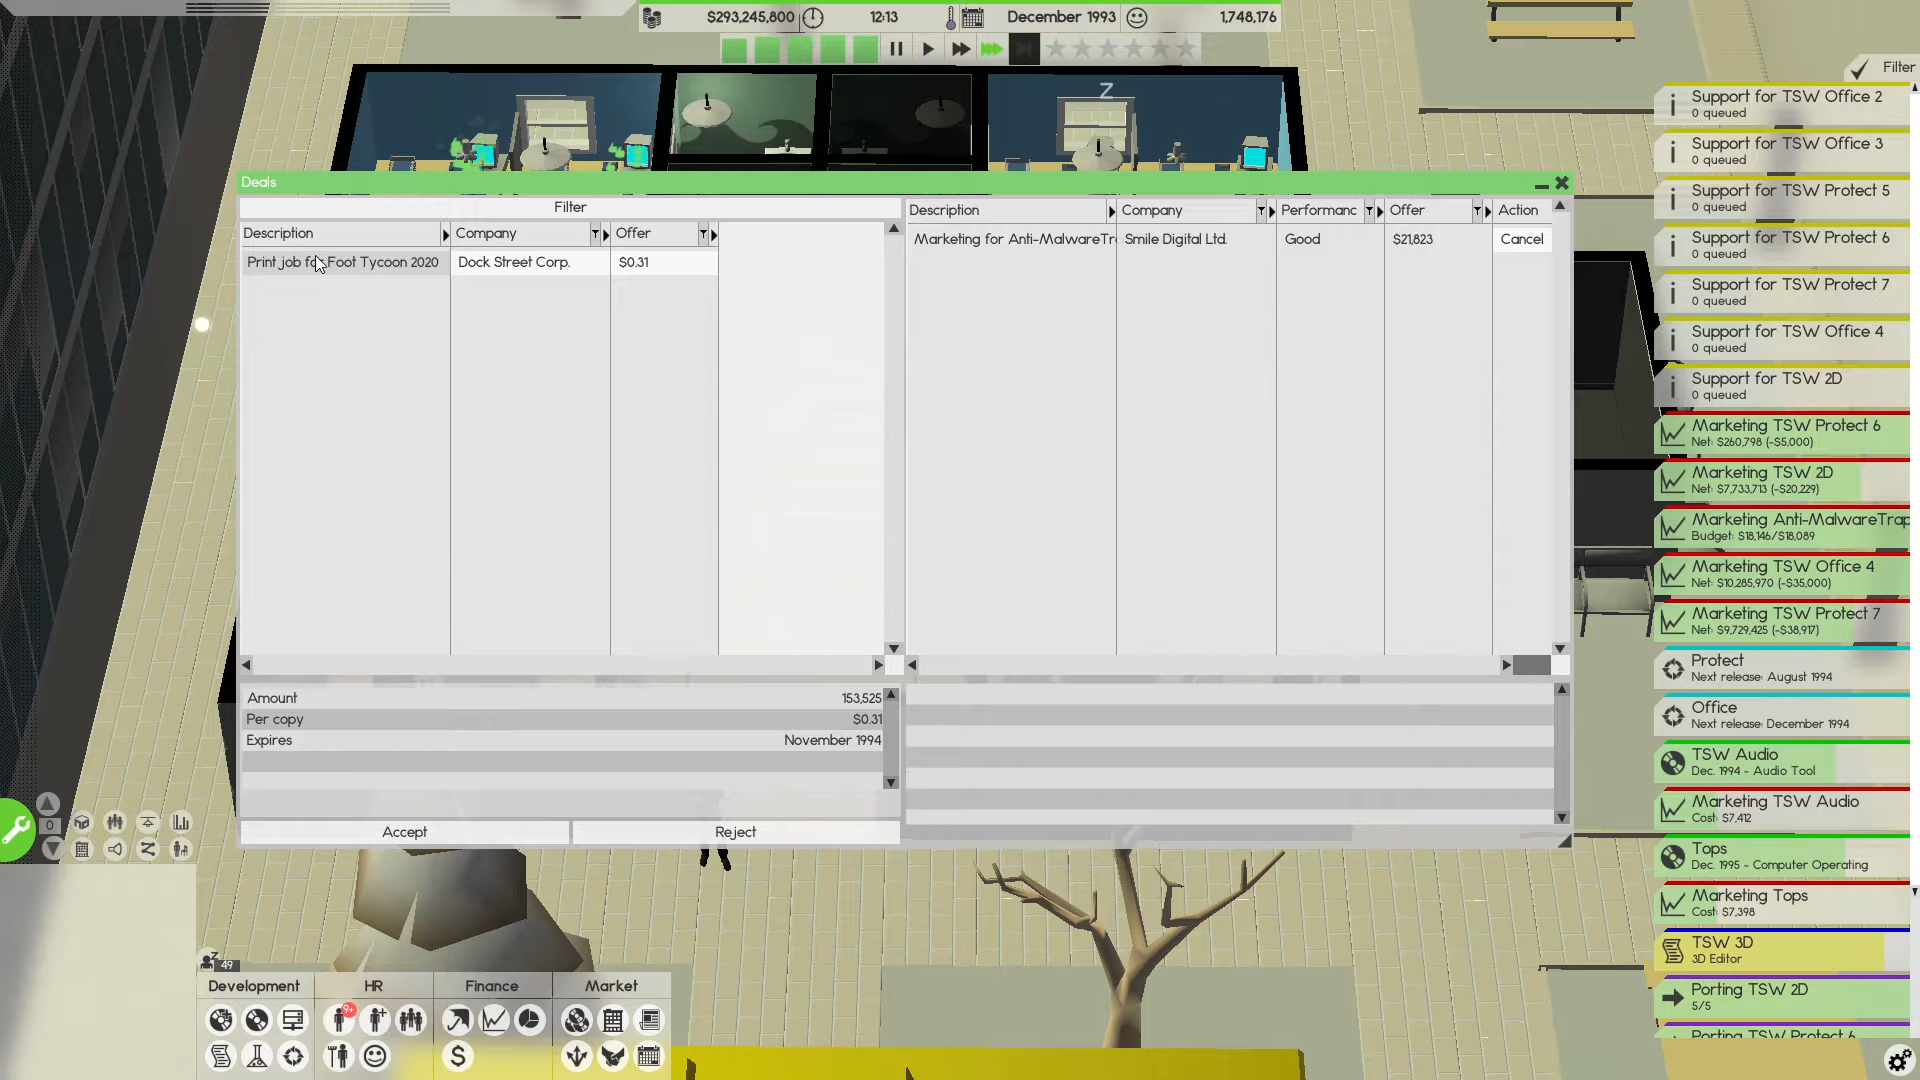 $293,245,800
12:13
December 1993
1,748,176
Filter
Support for TSW Office 2
0 queued
Support for TSW Office 3
0 queued
Support for TSW Protect 5
0 queued
Support for TSW Protect 6
0 queued
Support for TSW Protect 7
0 queued
Support for TSW Office 4
0 queued
Support for TSW 2D
0 queued
Marketing TSW Protect 6
Net: $260,798 (-$5,000)
Marketing TSW 2D
Net: $7,733,713 (-$20,229)
Marketing Anti-MalwareTrap
Budget: $18,146/$18,089
Marketing TSW Office 4
Net: $10,285,970 (-$35,000)
Marketing TSW Protect 7
Net: $9,729,425 (-$38,917)
Protect
Next release: August 1994
Office
Next release: December 1994
TSW Audio
Dec. 1994 - Audio Tool
Marketing TSW Audio
Cost: $7,412
Tops
Dec. 1995 - Computer Operating
Marketing Tops
Cost: $7,398
TSW 3D
3D Editor
Porting TSW 2D
5/5
Porting TSW Protect 6
Deals
Filter
Description Company Offer
Print job for Foot Tycoon 2020 Dock Street Corp. $0.31
Description Company Performanc Offer Action
Marketing for Anti-MalwareTr Smile Digital Ltd. Good $21,823 Cancel
Amount 153,525
Per copy $0.31
Expires November 1994
Accept Reject
Z
0
Z
49
Development HR Finance Market
9+